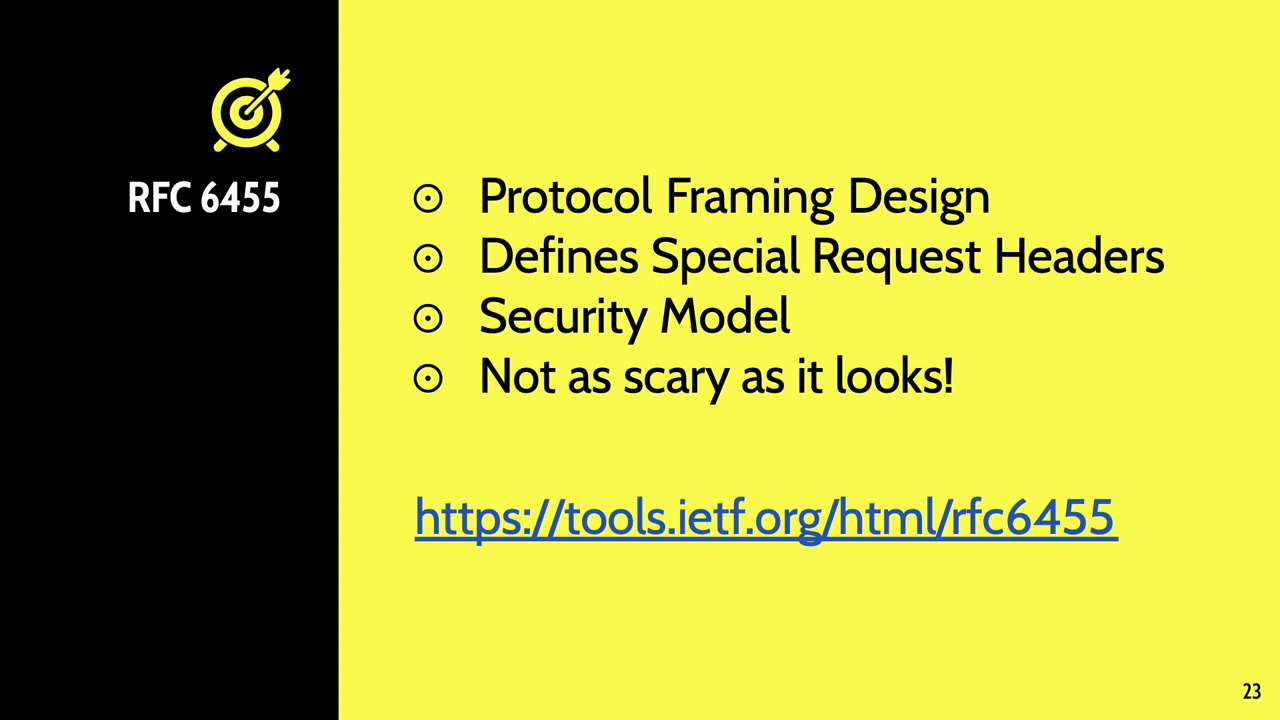 RFC 6455
Protocol Framing Design
Defines Special Request Headers
Security Model
Not as scary as it looks!
https://tools.ietf.org/html/rfc6455
23